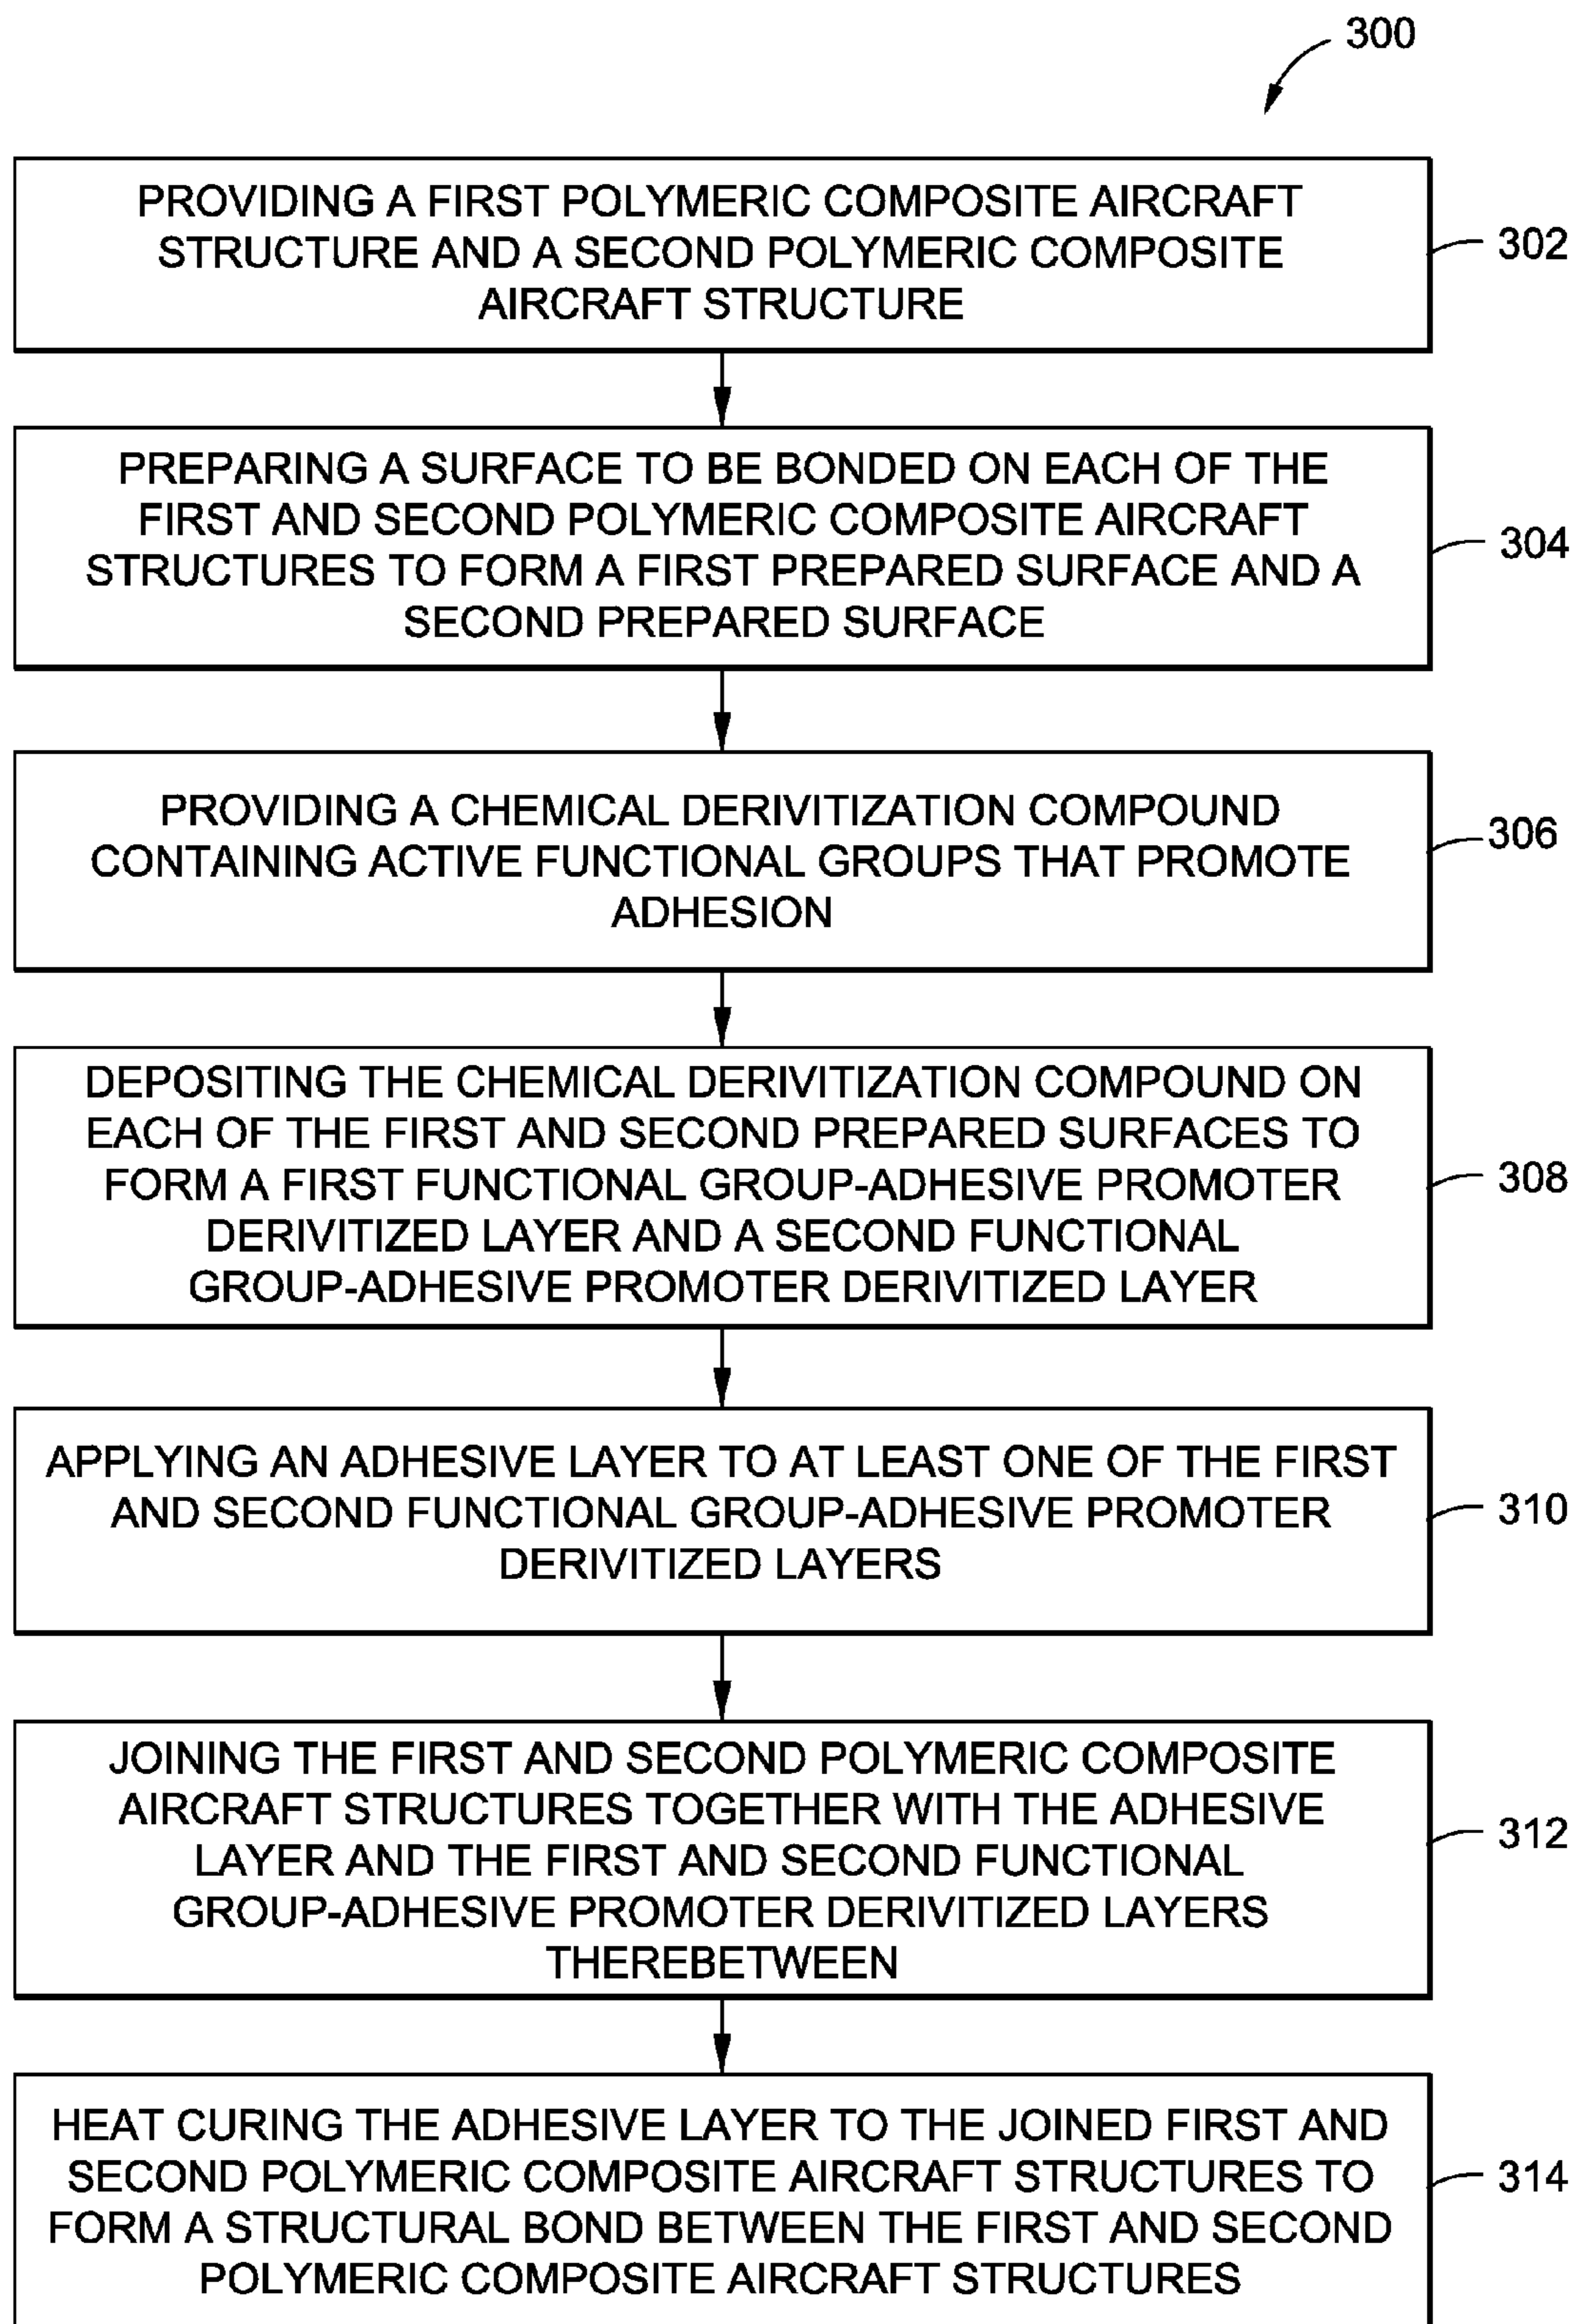 300
PROVIDING A FIRST POLYMERIC COMPOSITE AIRCRAFT
STRUCTURE AND A SECOND POLYMERIC COMPOSITE
AIRCRAFT STRUCTURE
302
PREPARING A SURFACE TO BE BONDED ON EACH OF THE
FIRST AND SECOND POLYMERIC COMPOSITE AIRCRAFT
STRUCTURES TO FORM A FIRST PREPARED SURFACE AND A
SECOND PREPARED SURFACE
304
PROVIDING A CHEMICAL DERIVITIZATION COMPOUND
CONTAINING ACTIVE FUNCTIONAL GROUPS THAT PROMOTE
ADHESION
306
DEPOSITING THE CHEMICAL DERIVITIZATION COMPOUND ON
EACH OF THE FIRST AND SECOND PREPARED SURFACES TO
FORM A FIRST FUNCTIONAL GROUP-ADHESIVE PROMOTER
DERIVITIZED LAYER AND A SECOND FUNCTIONAL
GROUP-ADHESIVE PROMOTER DERIVITIZED LAYER
308
APPLYING AN ADHESIVE LAYER TO AT LEAST ONE OF THE FIRST
AND SECOND FUNCTIONAL GROUP-ADHESIVE PROMOTER
DERIVITIZED LAYERS
310
JOINING THE FIRST AND SECOND POLYMERIC COMPOSITE
AIRCRAFT STRUCTURES TOGETHER WITH THE ADHESIVE
LAYER AND THE FIRST AND SECOND FUNCTIONAL
GROUP-ADHESIVE PROMOTER DERIVITIZED LAYERS
THEREBETWEEN
312
HEAT CURING THE ADHESIVE LAYER TO THE JOINED FIRST AND
SECOND POLYMERIC COMPOSITE AIRCRAFT STRUCTURES TO
FORM A STRUCTURAL BOND BETWEEN THE FIRST AND SECOND
POLYMERIC COMPOSITE AIRCRAFT STRUCTURES
314